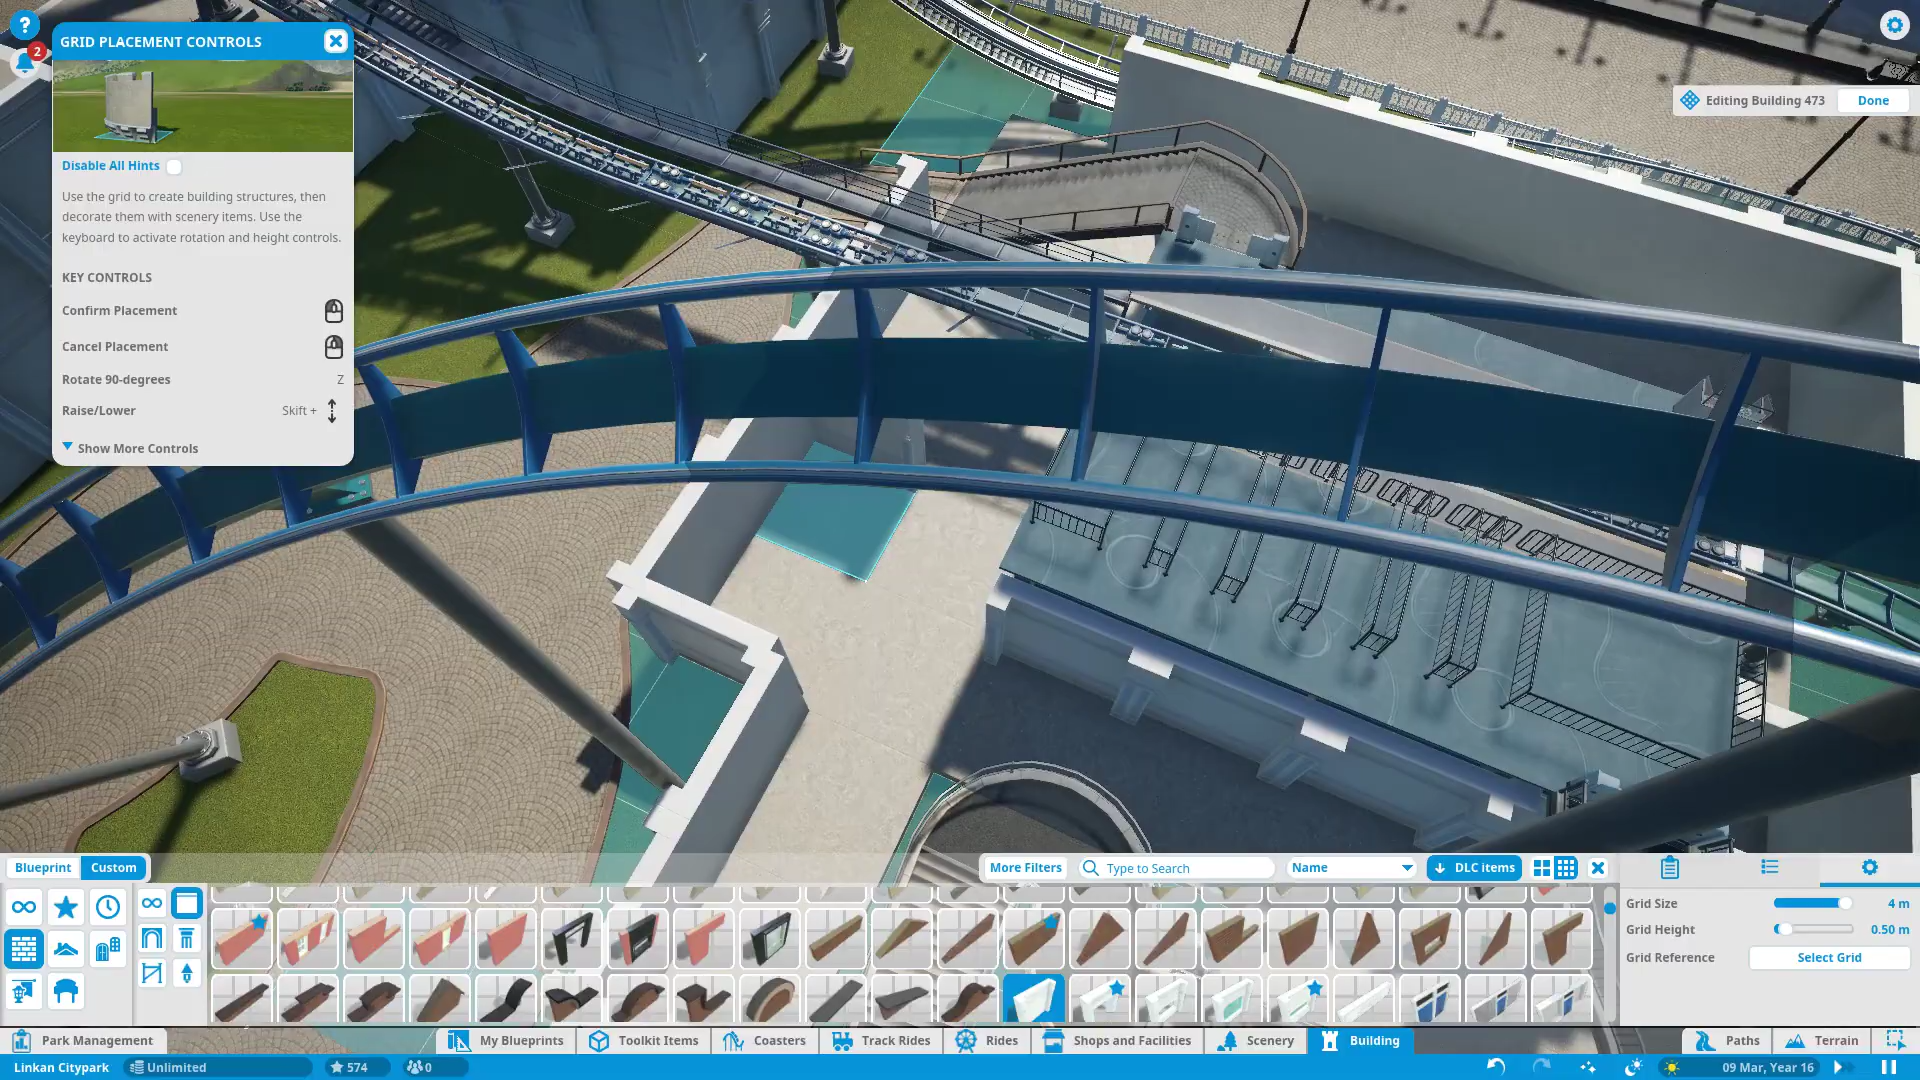 ?
2
GRID PLACEMENT CONTROLS
Disable All Hints
Use the grid to create building structures, then
decorate them with scenery items. Use the
keyboard to activate rotation and height controls.
KEY CONTROLS
Confirm Placement
Cancel Placement
Rotate 90-degrees Z
Raise/Lower Skift +
Show More Controls
Editing Building 473 Done
Blueprint Custom
More Filters Type to Search Name DLC items
Grid Size 4 m
Grid Height 0.50 m
Grid Reference Select Grid
Park Management My Blueprints Toolkit Items Coasters Track Rides Rides Shops and Facilities Scenery Building Paths Terrain
Linkan Citypark Unlimited 574 0 09 Mar, Year 16